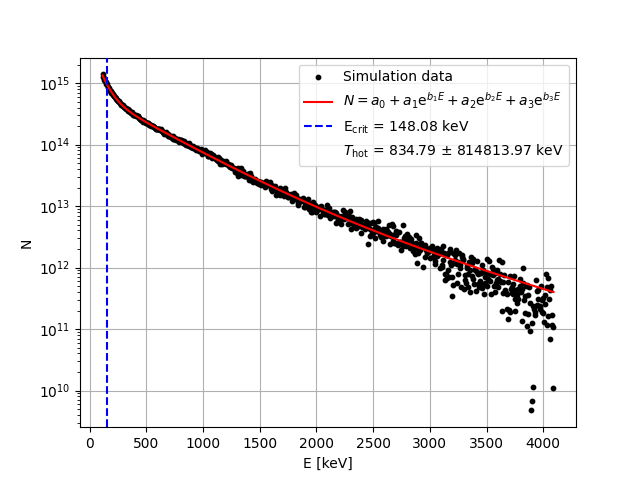 Simulation data
N = a₀ + a₁e^{b₁E} + a₂e^{b₂E} + a₃e^{b₃E}
E_crit = 148.08 keV
T_hot = 834.79 ± 814813.97 keV
10¹⁵
10¹⁴
10¹³
10¹²
10¹¹
10¹⁰
N
0 500 1000 1500 2000 2500 3000 3500 4000
E [keV]